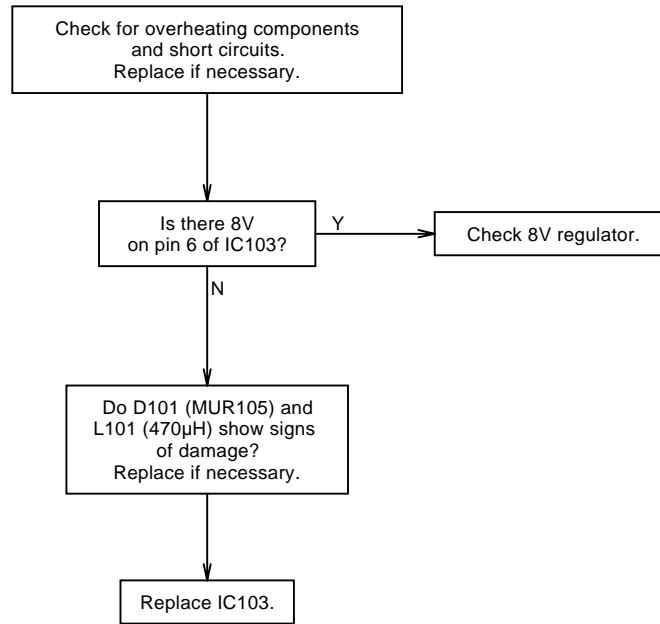 Check for overheating components
and short circuits.
Replace if necessary.
Is there 8V
on pin 6 of IC103?
Y
Check 8V regulator.
N
Do D101 (MUR105) and
L101 (470µH) show signs
of damage?
Replace if necessary.
Replace IC103.